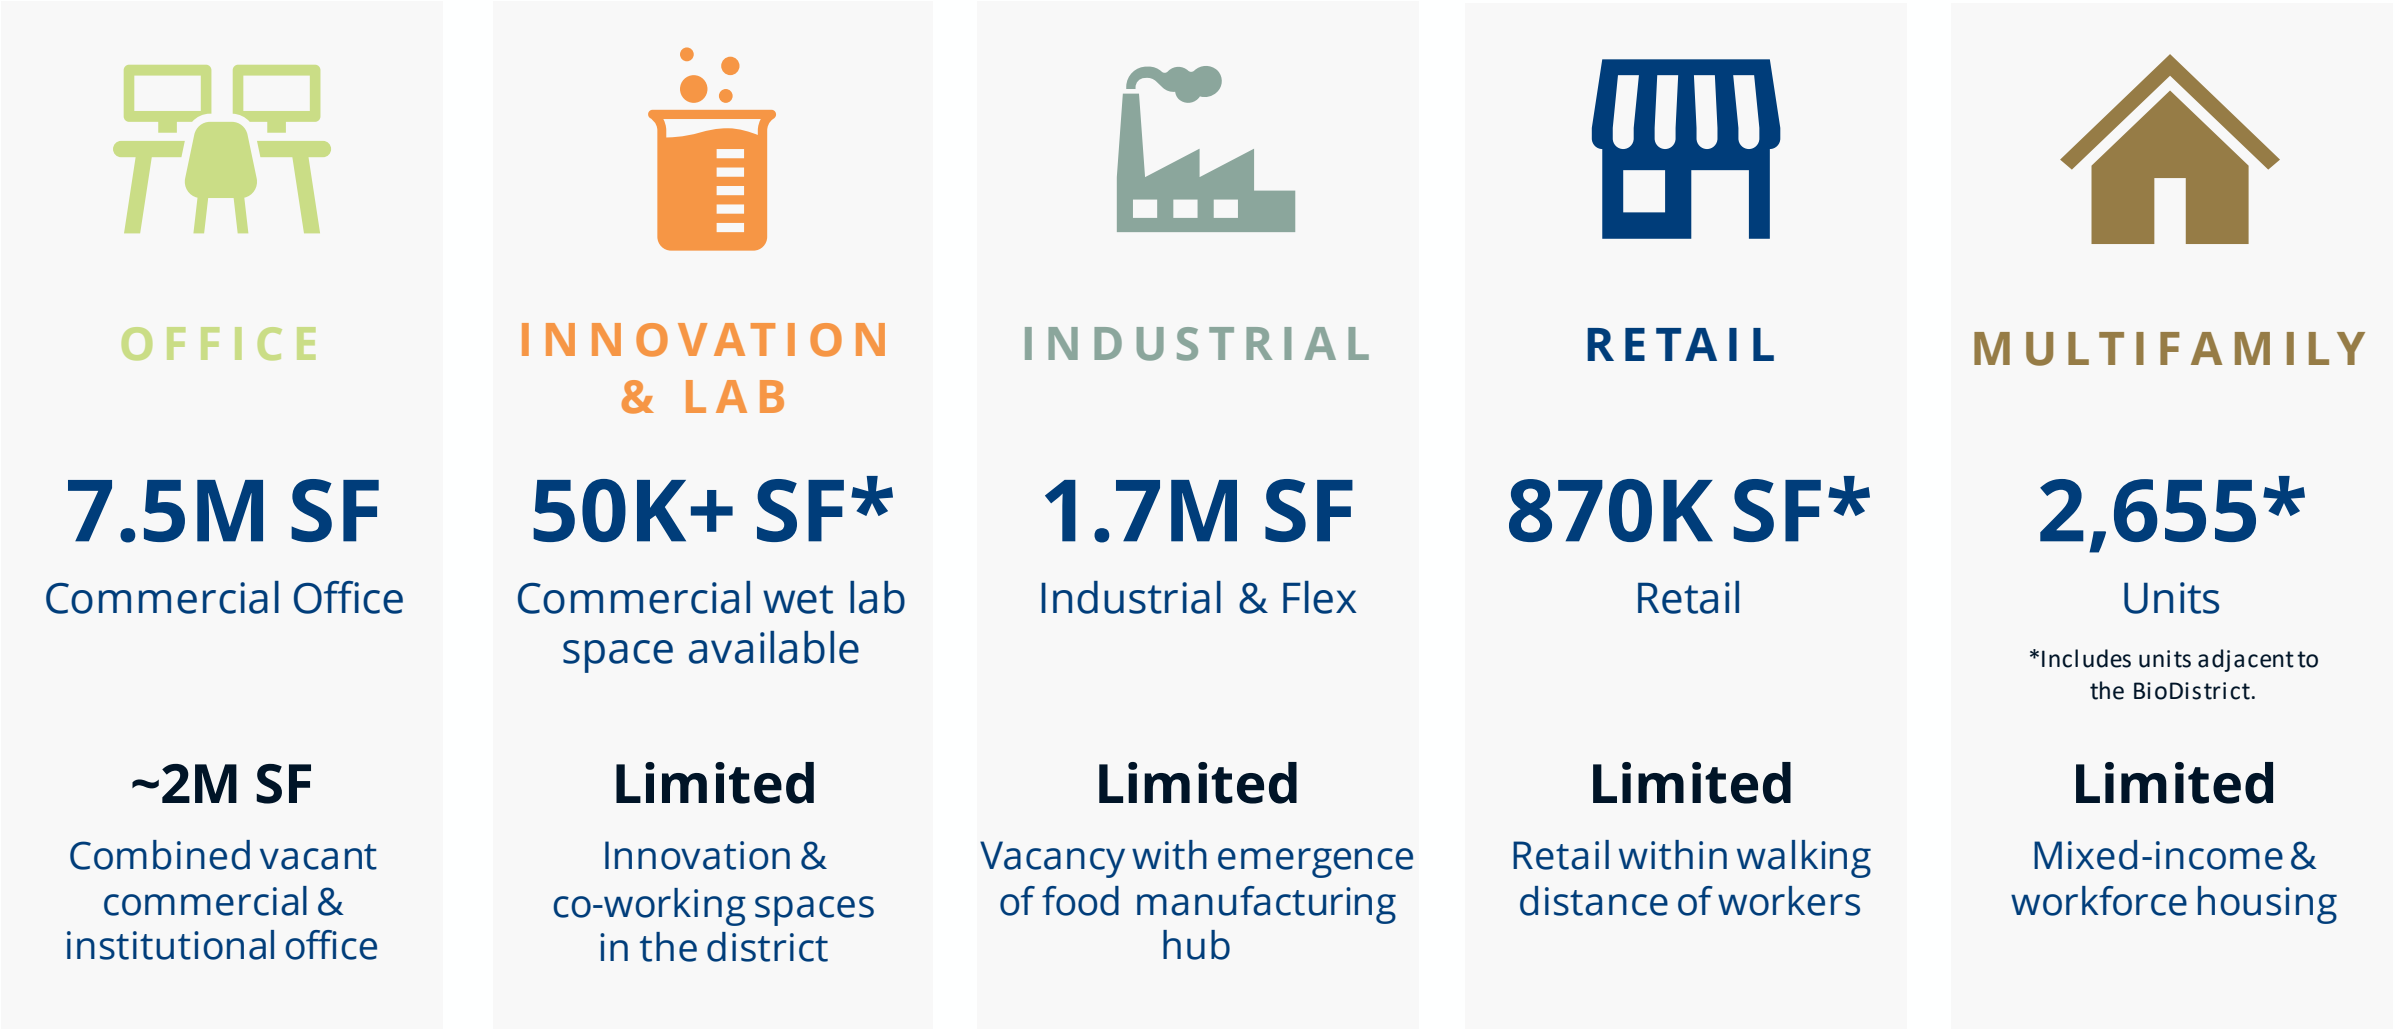 OFFICE
7.5M SF
Commercial Office
~2M SF
Combined vacant
commercial &
institutional office
INNOVATION
& LAB
50K+ SF*
Commercial wet lab
space available
Limited
Innovation &
co-working spaces
in the district
INDUSTRIAL
1.7M SF
Industrial & Flex
Limited
Vacancy with emergence
of food manufacturing
hub
RETAIL
870K SF*
Retail
Limited
Retail within walking
distance of workers
MULTIFAMILY
2,655*
Units
*Includes units adjacent to
the BioDistrict.
Limited
Mixed-income &
workforce housing